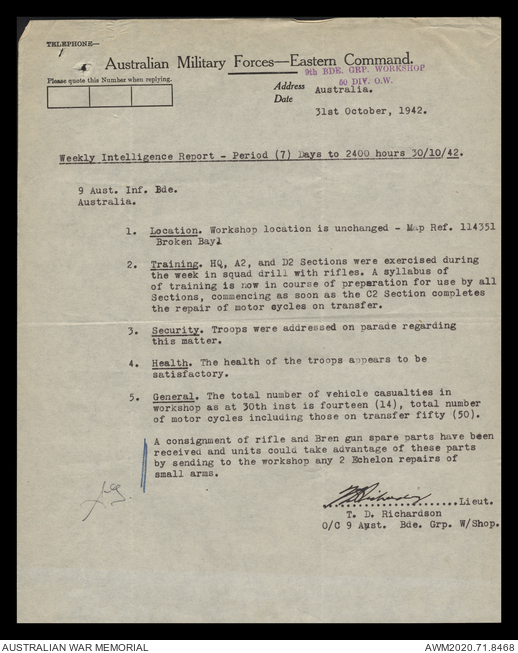 TELEPHONE—
Australian Military Forces—Eastern Command.
9th BDE. GRP. WORKSHOP
Please quote this Number when replying.
Address
Australia.
Date
31st October, 1942.
Weekly Intelligence Report - Period (7) Days to 2400 hours 30/10/42.
9 Aust. Inf. Bde.
Australia.
1. Location. Workshop location is unchanged - Map Ref. 114351
Broken Bay1
2. Training. HQ, A2, and D2 Sections were exercised during
the week in squad drill with rifles. A syllabus of
of training is now in course of preparation for use by all
Sections, commencing as soon as the C2 Section completes
the repair of motor cycles on transfer.
3. Security. Troops were addressed on parade regarding
this matter.
4. Health. The health of the troops appears to be
satisfactory.
5. General. The total number of vehicle casualties in
workshop as at 30th inst is fourteen (14), total number
of motor cycles including those on transfer fifty (50).
A consignment of rifle and Bren gun spare parts have been
received and units could take advantage of these parts
by sending to the workshop any 2 Echelon repairs of
small arms.
Lieut.
T. D. Richardson
O/C 9 Aust. Bde. Grp. W/Shop.
AUSTRALIAN WAR MEMORIAL
AWM2020.71.8468